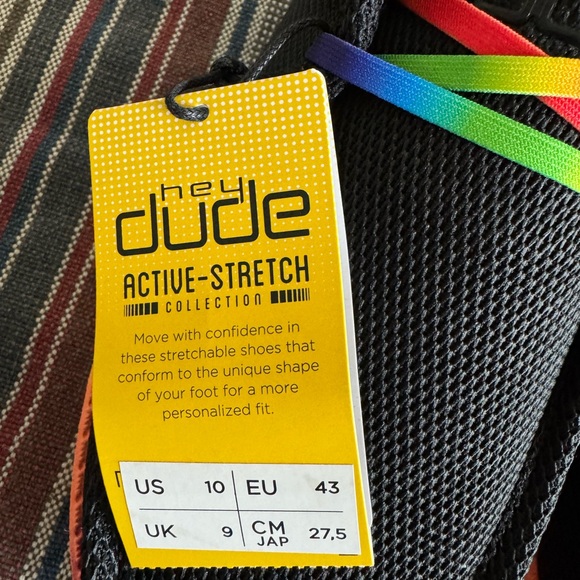 hey
dude
ACTIVE-STRETCH
COLLECTION
Move with confidence in
these stretchable shoes that
conform to the unique shape
of your foot for a more
personalized fit.
US 10 EU 43
UK 9 CM JAP 27,5